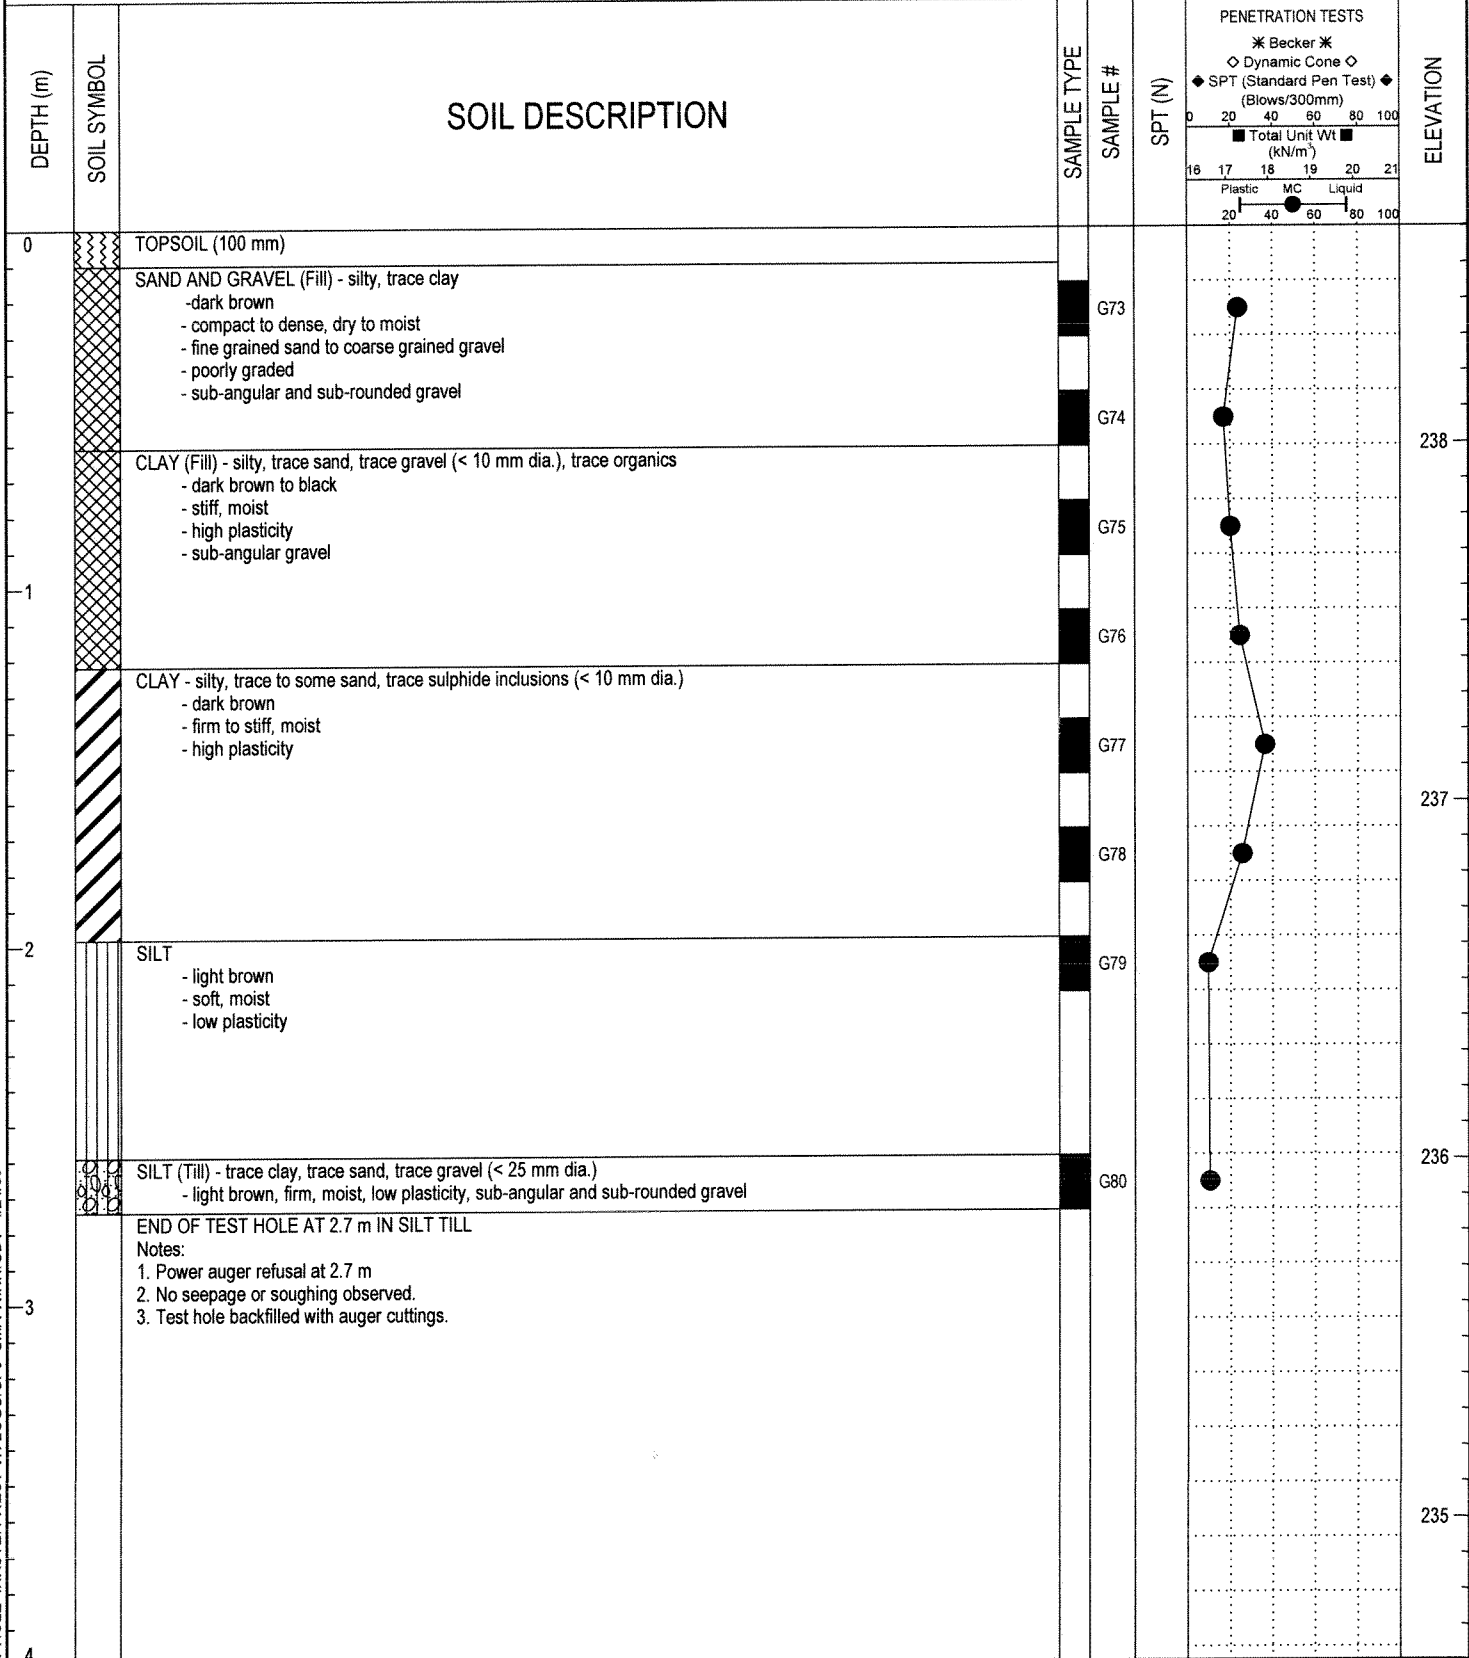 DEPTH (m)
SOIL SYMBOL
SOIL DESCRIPTION
SAMPLE TYPE
SAMPLE #
SPT (N)
PENETRATION TESTS
✳ Becker ✳
◇ Dynamic Cone ◇
◆ SPT (Standard Pen Test) ◆
(Blows/300mm)
0 20 40 60 80 100
■ Total Unit Wt ■
(kN/m³)
16 17 18 19 20 21
Plastic MC Liquid
20 40 60 80 100
ELEVATION
0
TOPSOIL (100 mm)
SAND AND GRAVEL (Fill) - silty, trace clay
-dark brown
- compact to dense, dry to moist
- fine grained sand to coarse grained gravel
- poorly graded
- sub-angular and sub-rounded gravel
G73
G74
238
CLAY (Fill) - silty, trace sand, trace gravel (< 10 mm dia.), trace organics
- dark brown to black
- stiff, moist
- high plasticity
- sub-angular gravel
G75
1
G76
CLAY - silty, trace to some sand, trace sulphide inclusions (< 10 mm dia.)
- dark brown
- firm to stiff, moist
- high plasticity
G77
237
G78
2
SILT
- light brown
- soft, moist
- low plasticity
G79
236
SILT (Till) - trace clay, trace sand, trace gravel (< 25 mm dia.)
- light brown, firm, moist, low plasticity, sub-angular and sub-rounded gravel
G80
END OF TEST HOLE AT 2.7 m IN SILT TILL
Notes:
1. Power auger refusal at 2.7 m
2. No seepage or soughing observed.
3. Test hole backfilled with auger cuttings.
3
235
4